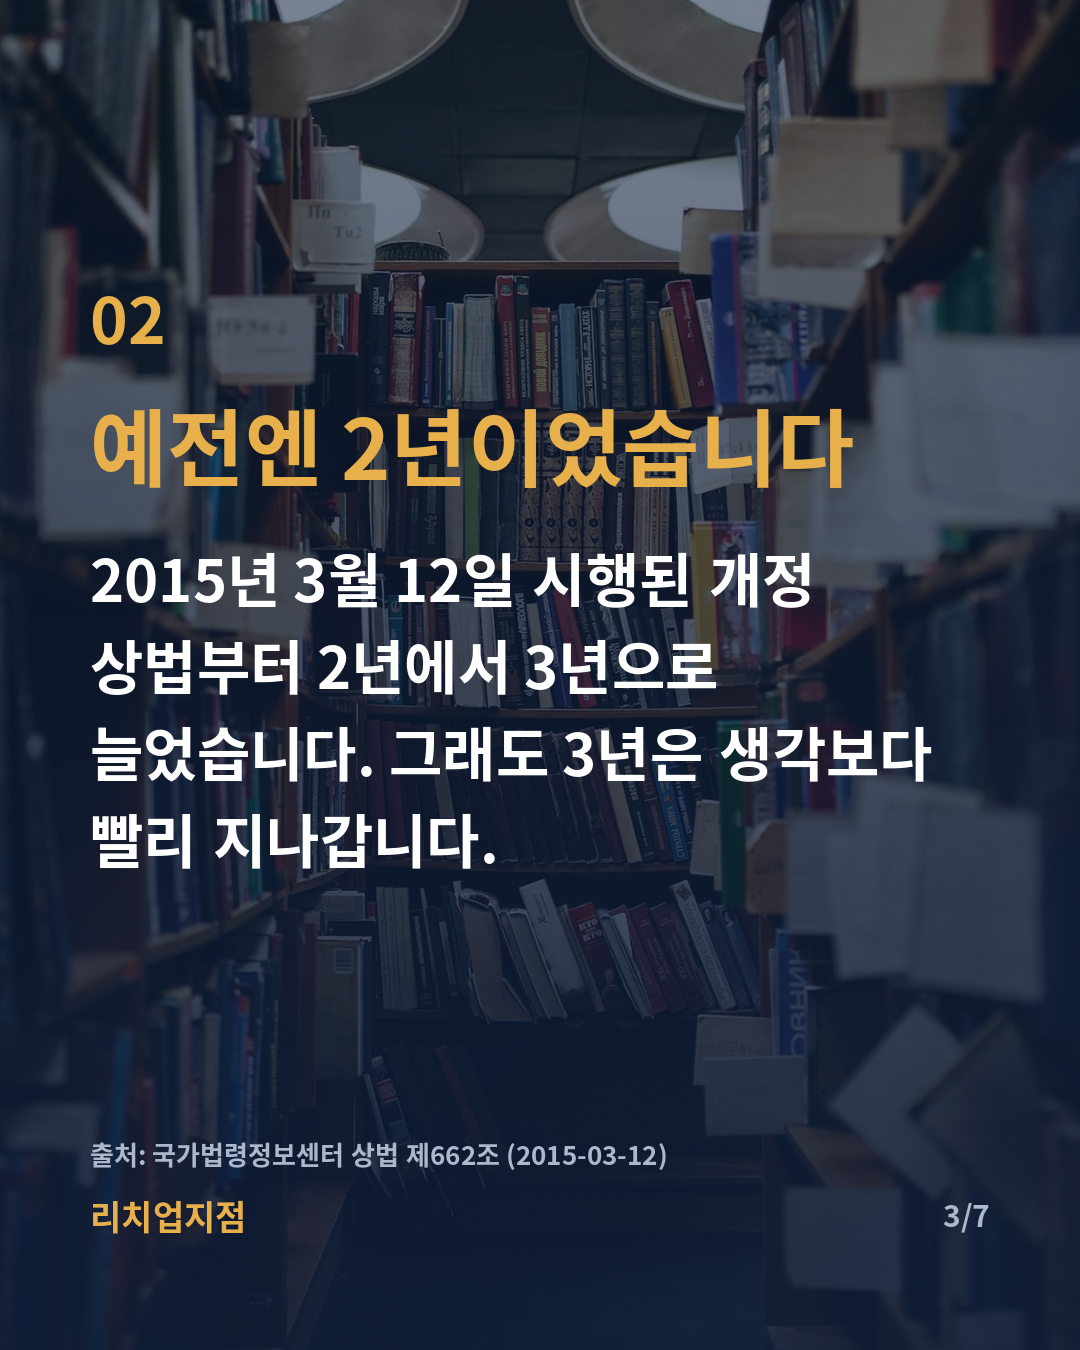 02
예전엔 2년이었습니다
2015년 3월 12일 시행된 개정
상법부터 2년에서 3년으로
늘었습니다. 그래도 3년은 생각보다
빨리 지나갑니다.
출처: 국가법령정보센터 상법 제662조 (2015-03-12)
리치업지점
3/7